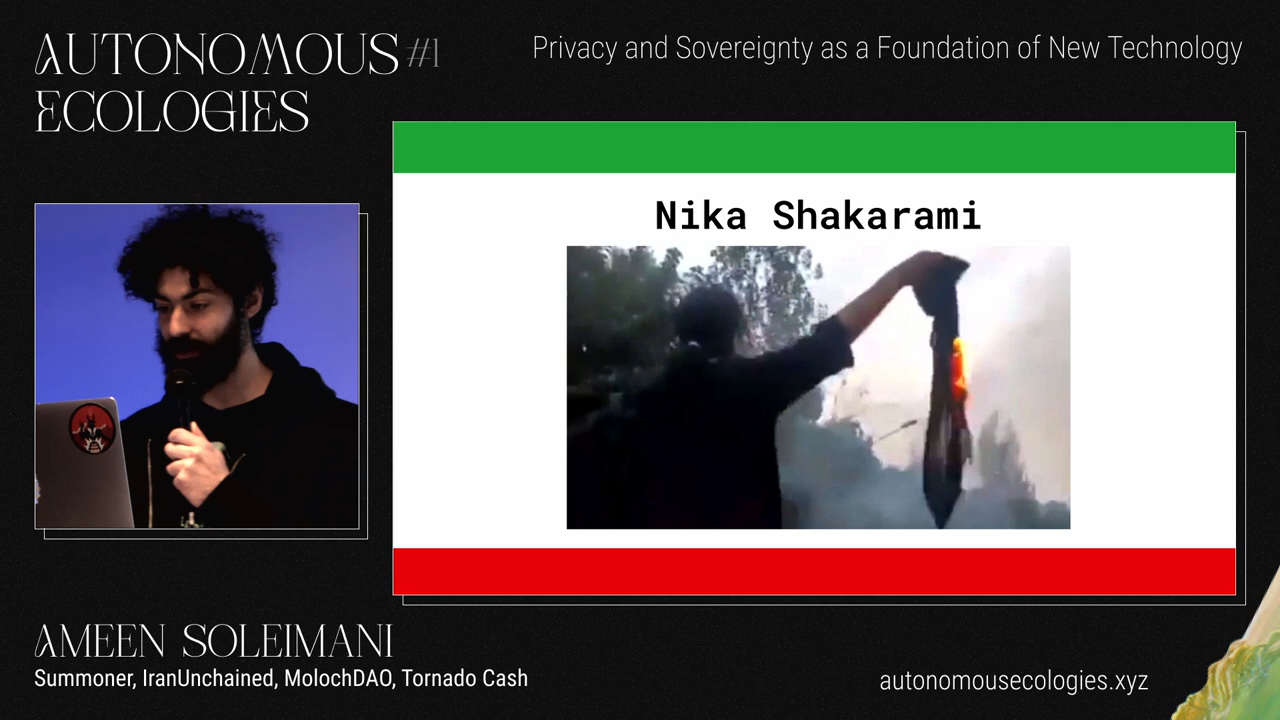 AUTONOMOUS #1
ECOLOGIES
Privacy and Sovereignty as a Foundation of New Technology
Nika Shakarami
AMEEN SOLEIMANI
Summoner, IranUnchained, MolochDAO, Tornado Cash
autonomousecologies.xyz